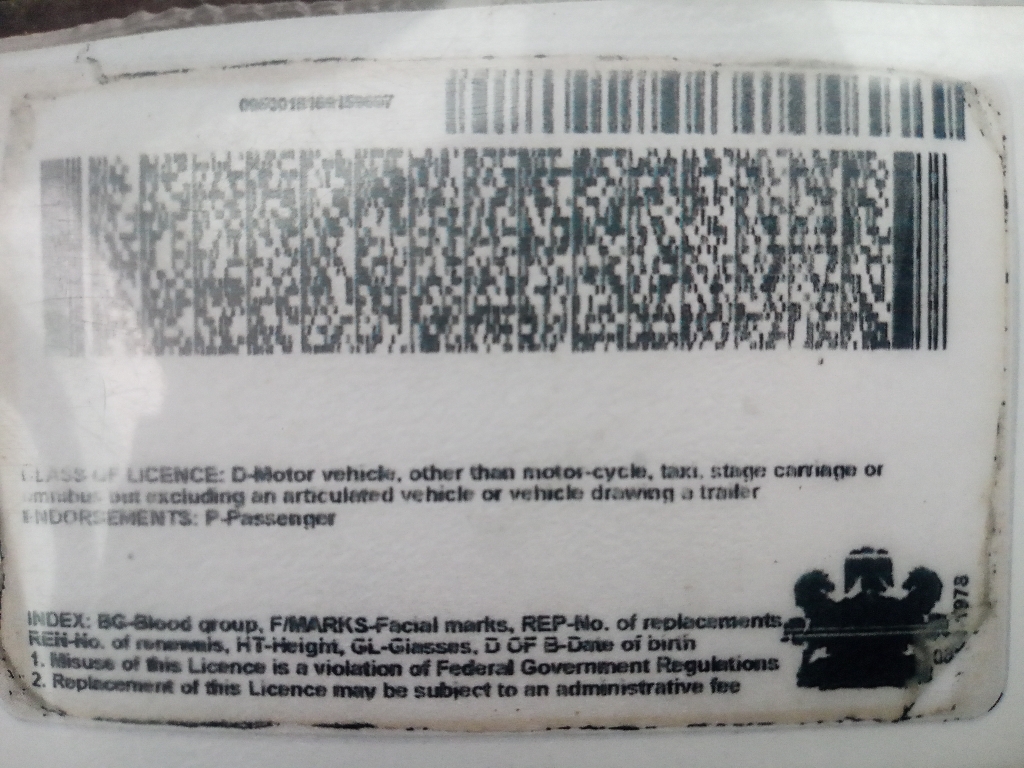 CLASS OF LICENCE: D-Motor vehicle, other than motor-cycle, taxi, stage carriage or
omnibus but excluding an articulated vehicle or vehicle drawing a trailer
ENDORSEMENTS: P-Passenger
INDEX: BG-Blood group, F/MARKS-Facial marks, REP-No. of replacements,
REN-No. of renewals, HT-Height, GL-Glasses, D OF B-Date of birth
1. Misuse of this Licence is a violation of Federal Government Regulations
2. Replacement of this Licence may be subject to an administrative fee
1978